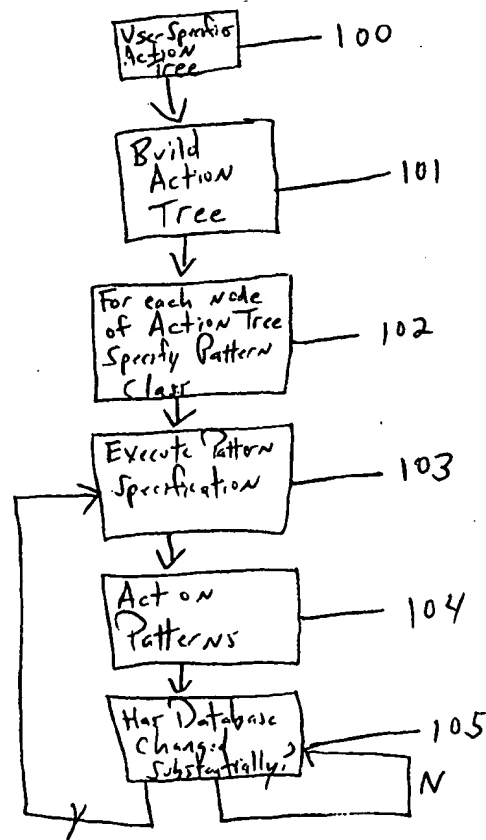 User Specifies
Action
Tree
100
Build
Action
Tree
101
For each node
of Action Tree
Specify Pattern
Class
102
Execute Pattern
Specification
103
Act on
Patterns
104
Has Database
Changed
Substantially?
105
N
Y